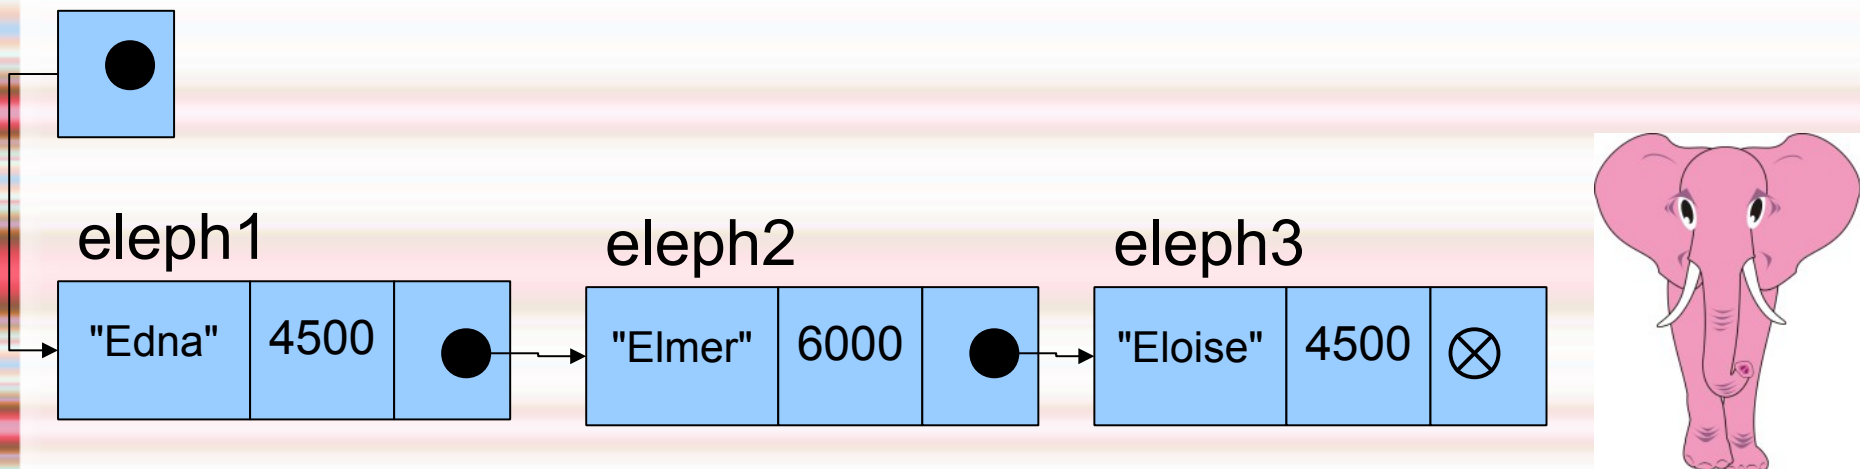 eleph1 eleph2 eleph3
"Edna" 4500 "Elmer" 6000 "Eloise" 4500